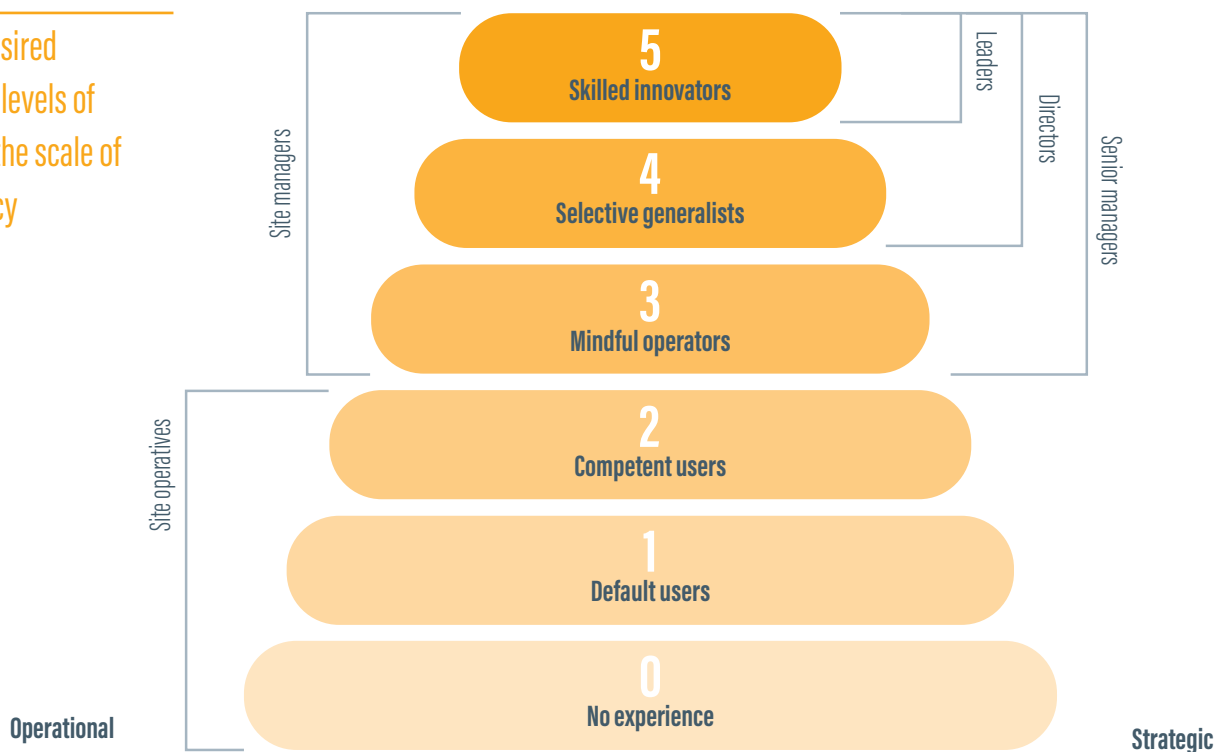 sired
levels of
the scale of
cy
5
Skilled innovators
4
Selective generalists
3
Mindful operators
2
Competent users
1
Default users
0
No experience
Site managers
Site operatives
Leaders
Directors
Senior managers
Operational
Strategic